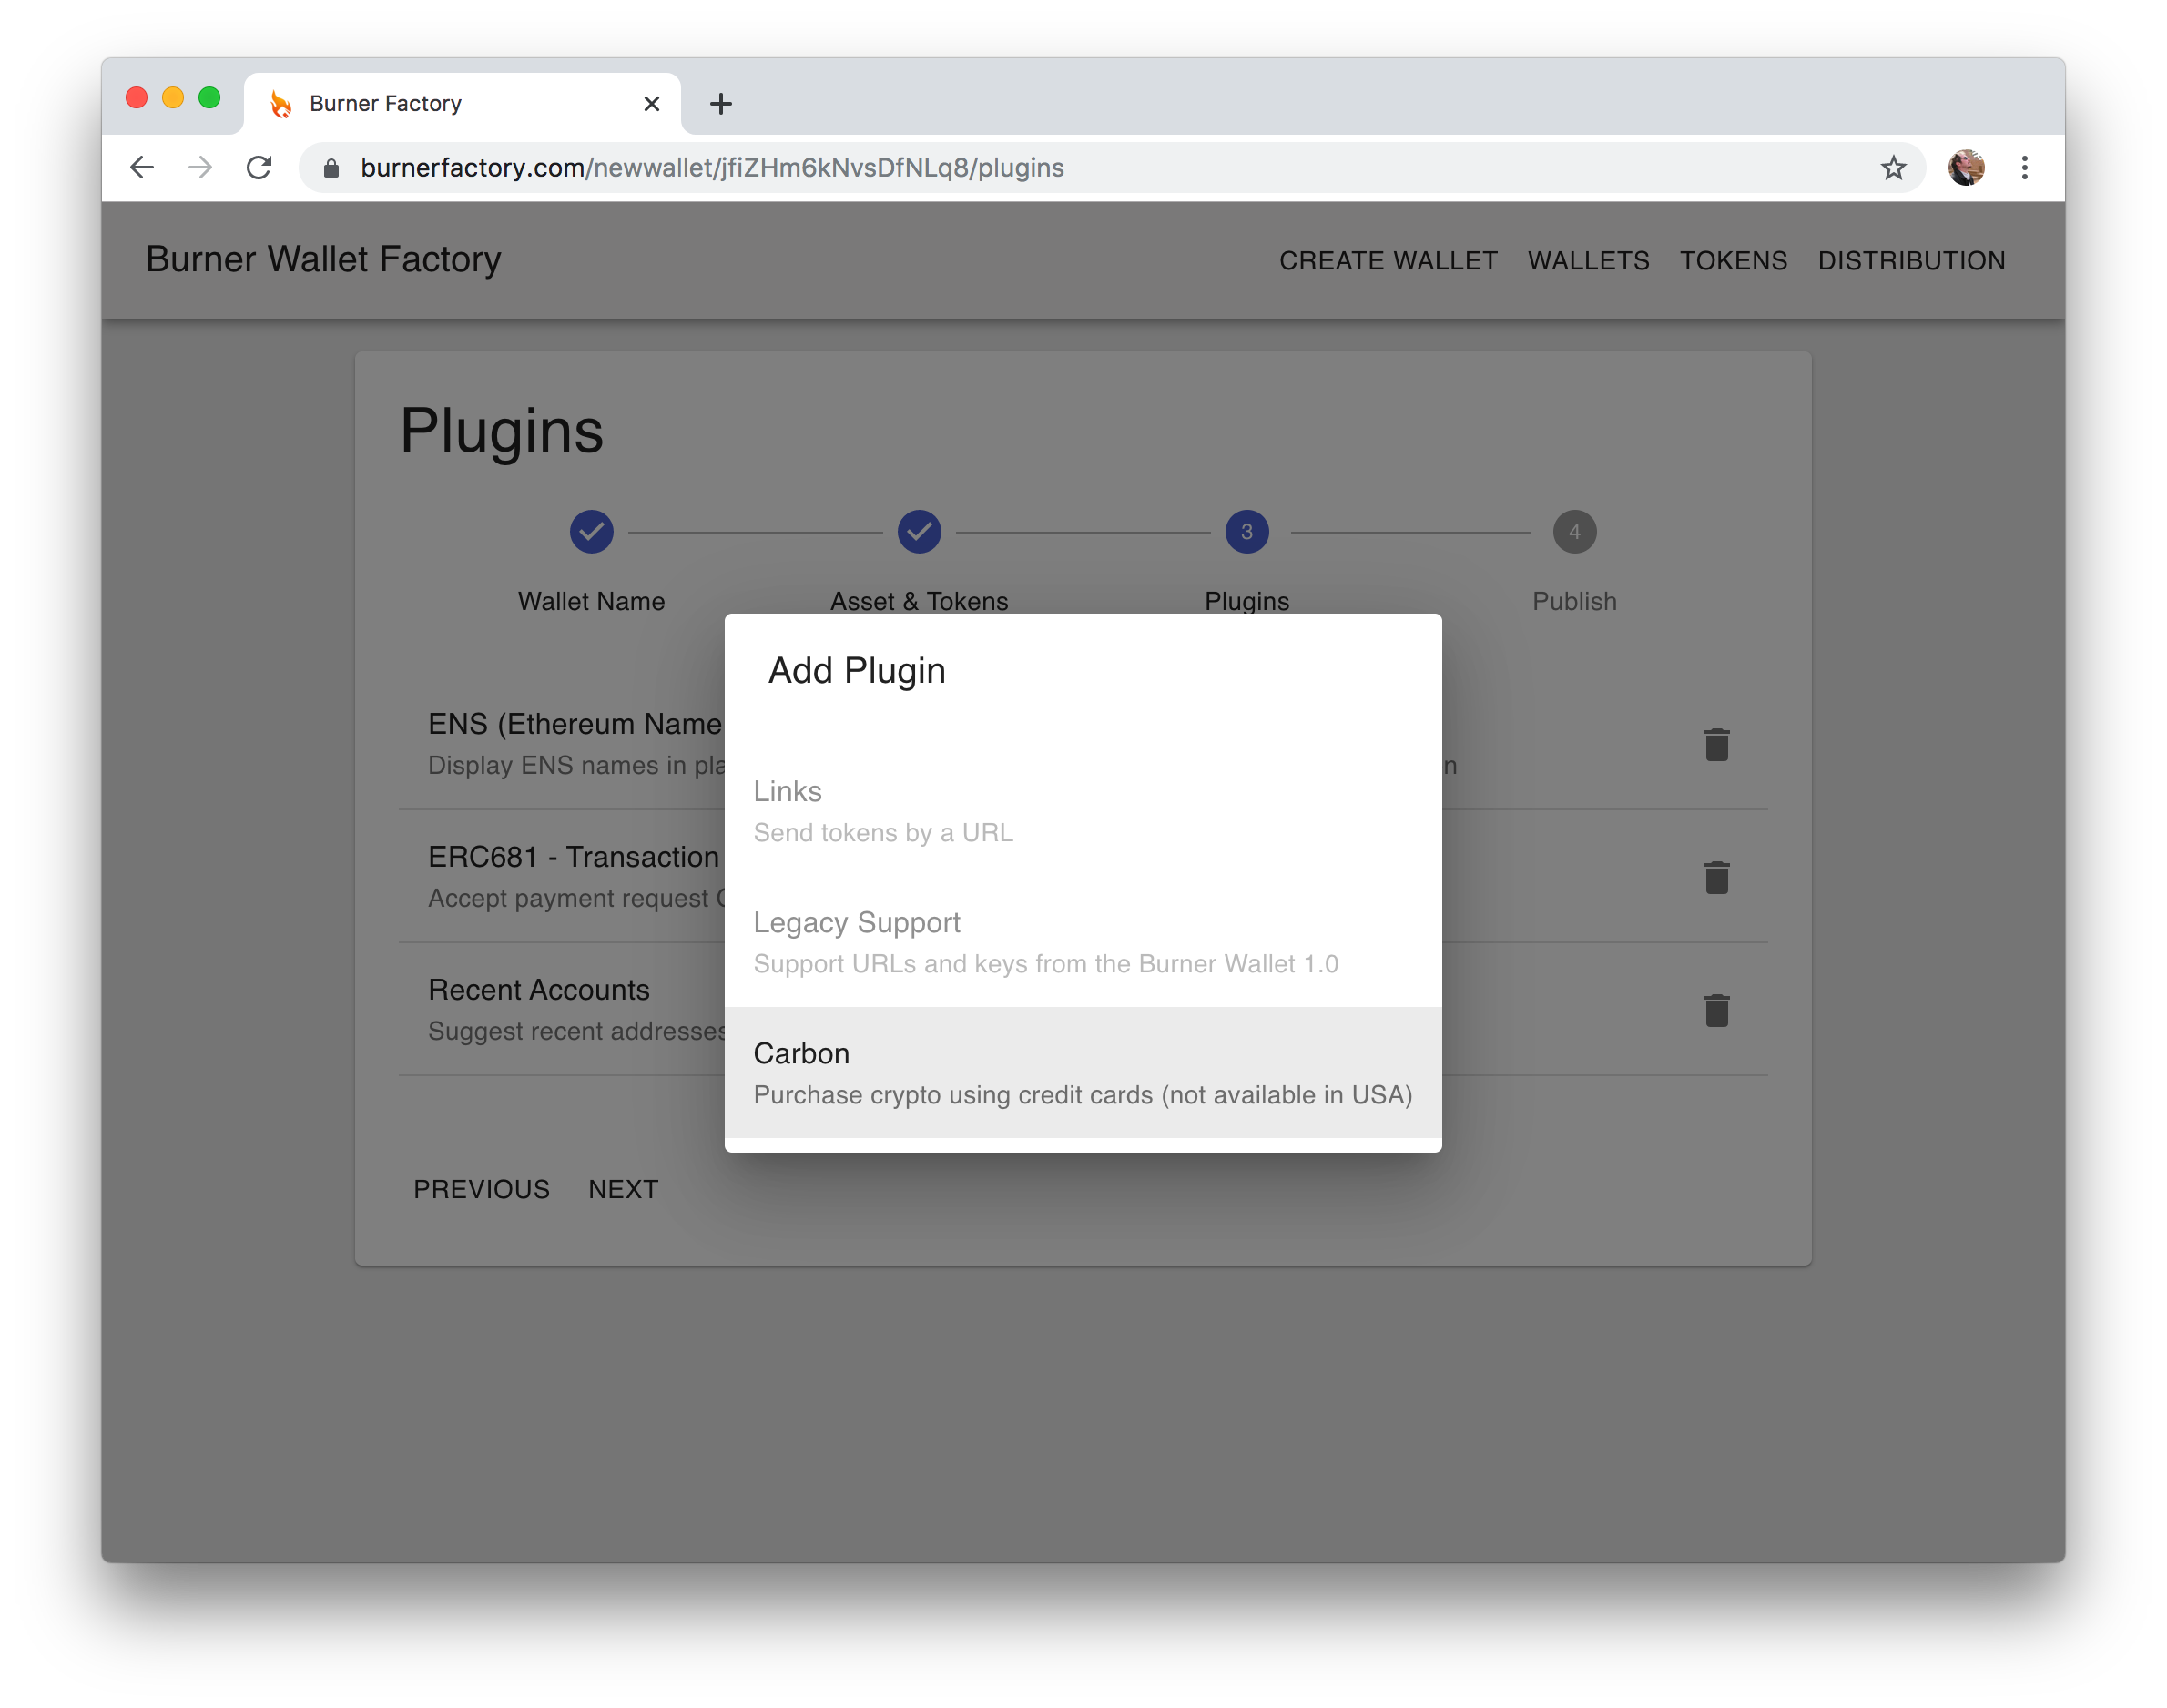 Burner Factory
burnerfactory.com/newwallet/jfiZHm6kNvsDfNLq8/plugins
Burner Wallet Factory
CREATE WALLET WALLETS TOKENS DISTRIBUTION
Plugins
3
4
Wallet Name
Asset & Tokens
Plugins
Publish
Add Plugin
Links
Send tokens by a URL
Legacy Support
Support URLs and keys from the Burner Wallet 1.0
Carbon
Purchase crypto using credit cards (not available in USA)
ENS (Ethereum Name
Display ENS names in
ERC681 - Transaction
Accept payment request
Recent Accounts
Suggest recent addresses
PREVIOUS NEXT